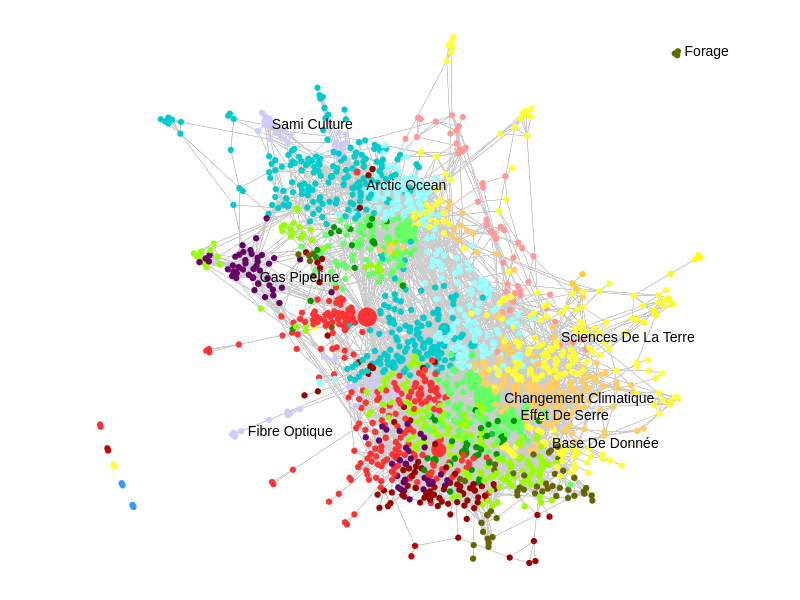 Forage
Sami Culture
Arctic Ocean
Gas Pipeline
Sciences De La Terre
Changement Climatique
Effet De Serre
Fibre Optique
Base De Donnée